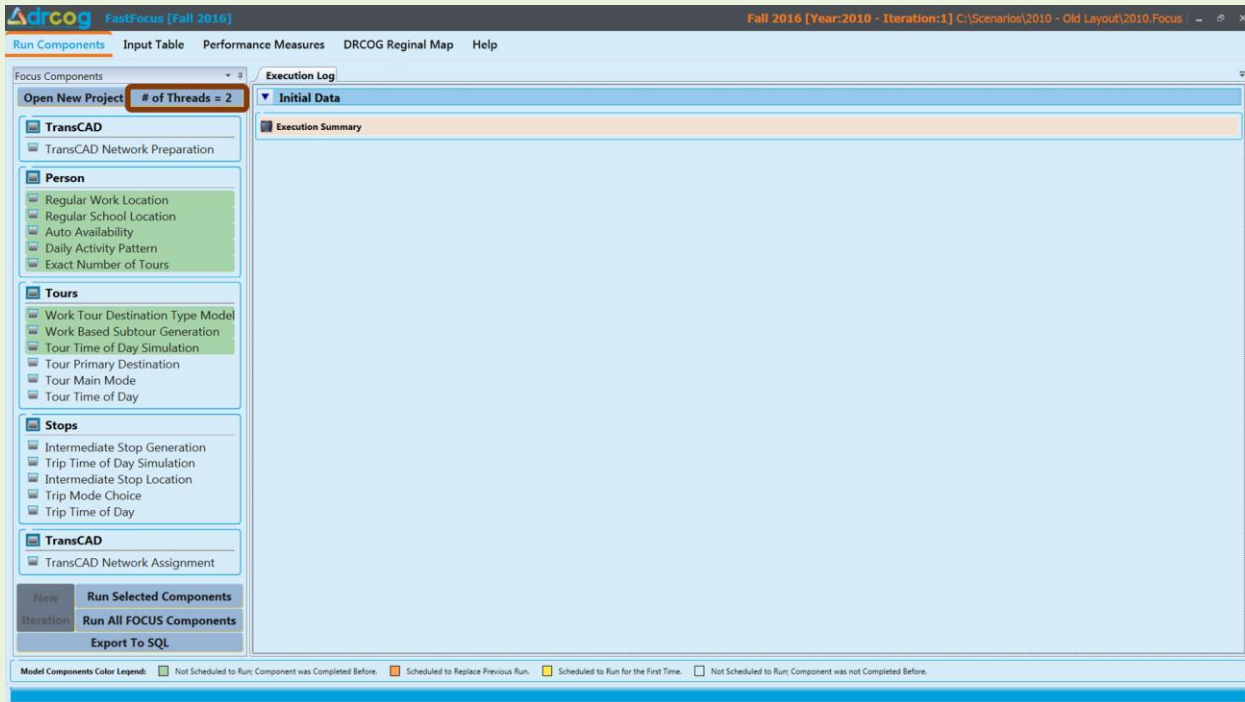 drcog FastFocus [Fall 2016] Fall 2016 [Year:2010 - Iteration:1] C:\Scenarios\2010 - Old Layout\2010.Focus
Run Components Input Table Performance Measures DRCOG Reginal Map Help
Focus Components
Execution Log
Open New Project # of Threads = 2
Initial Data
Execution Summary
TransCAD
TransCAD Network Preparation
Person
Regular Work Location
Regular School Location
Auto Availability
Daily Activity Pattern
Exact Number of Tours
Tours
Work Tour Destination Type Model
Work Based Subtour Generation
Tour Time of Day Simulation
Tour Primary Destination
Tour Main Mode
Tour Time of Day
Stops
Intermediate Stop Generation
Trip Time of Day Simulation
Intermediate Stop Location
Trip Mode Choice
Trip Time of Day
TransCAD
TransCAD Network Assignment
New Iteration
Run Selected Components
Run All FOCUS Components
Export To SQL
Model Components Color Legend: Not Scheduled to Run; Component was Completed Before. Scheduled to Replace Previous Run. Scheduled to Run for the First Time. Not Scheduled to Run; Component was not Completed Before.